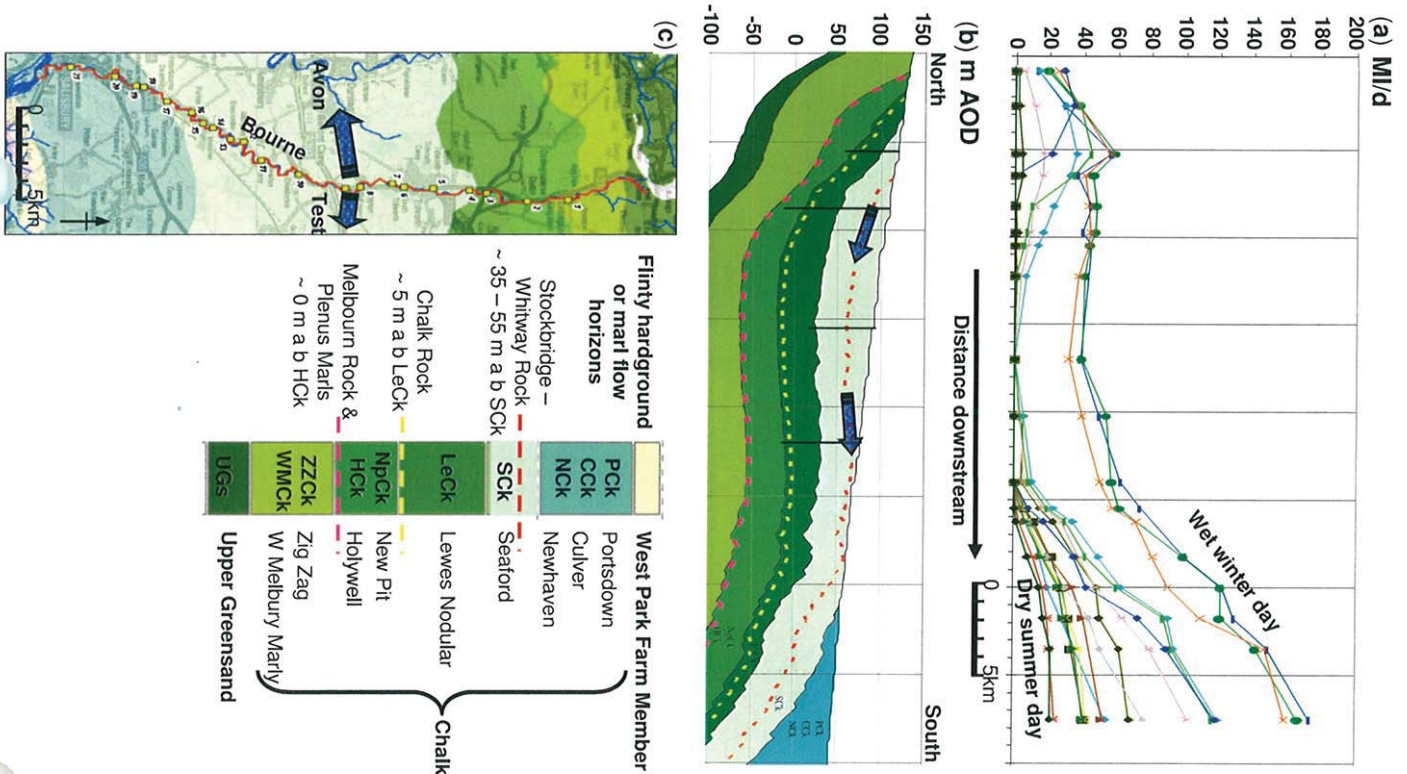 (a) Ml/d
200
180
160
140
120
100
80
60
40
20
0
Wet winter day
Dry summer day
Distance downstream
0
5km
(b) m AOD
North
South
150
100
50
0
-50
-100
PCk
CCk
NCk
SCk
(c)
Avon
Test
Bourne
0
5km
Flinty hardground
or marl flow
horizons
Stockbridge –
Whitway Rock
~ 35 – 55 m a b SCk
Chalk Rock
~ 5 m a b LeCk
Melbourn Rock &
Plenus Marls
~ 0 m a b HCk
PCk
CCk
NCk
SCk
LeCk
NpCk
HCk
ZZCk
WMCk
UGs
West Park Farm Member
Portsdown
Culver
Newhaven
Seaford
Lewes Nodular
New Pit
Holywell
Zig Zag
W Melbury Marly
Upper Greensand
Chalk